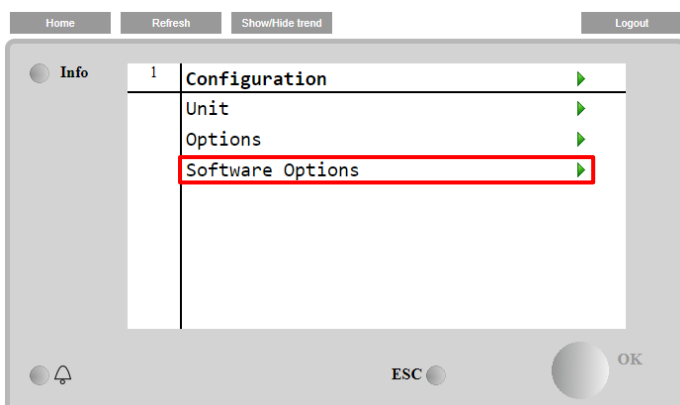 Home Refresh Show/Hide trend Logout
Info
1 Configuration
Unit
Options
Software Options
ESC
OK